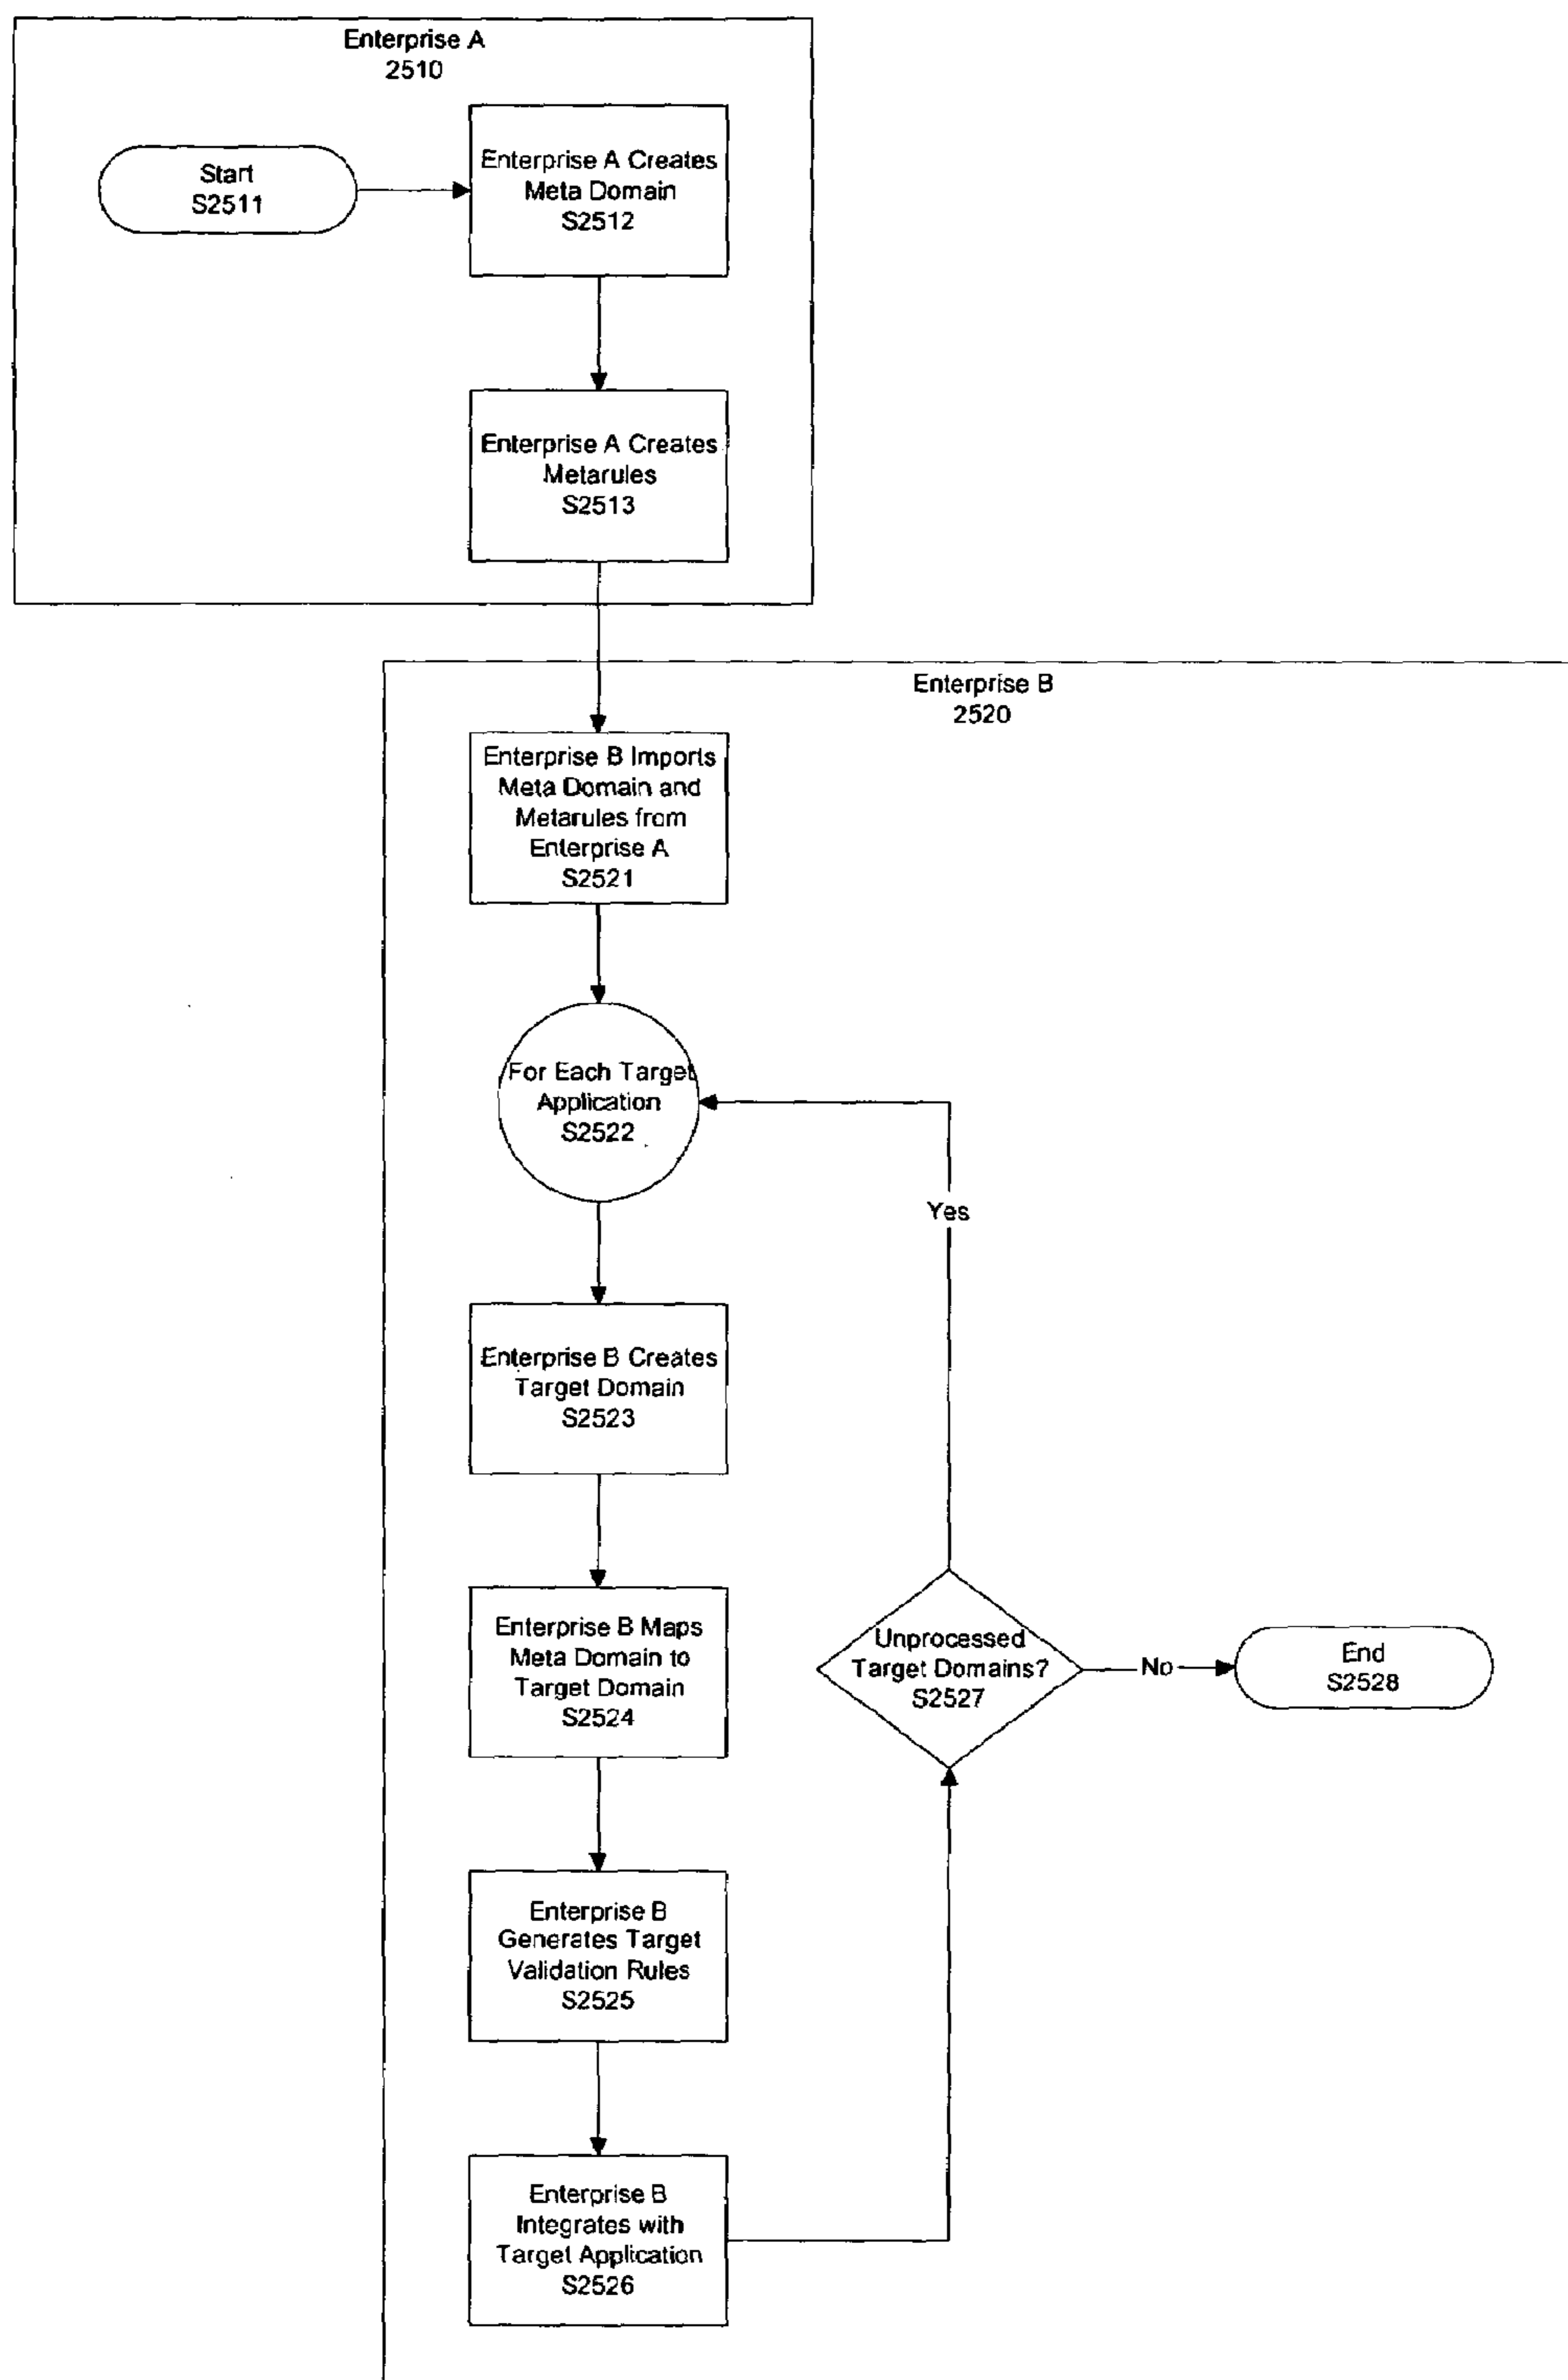 Enterprise A
2510
Start
S2511
Enterprise A Creates
Meta Domain
S2512
Enterprise A Creates
Metarules
S2513
Enterprise B
2520
Enterprise B Imports
Meta Domain and
Metarules from
Enterprise A
S2521
For Each Target
Application
S2522
Yes
Enterprise B Creates
Target Domain
S2523
Enterprise B Maps
Meta Domain to
Target Domain
S2524
Unprocessed
Target Domains?
S2527
No
End
S2528
Enterprise B
Generates Target
Validation Rules
S2525
Enterprise B
Integrates with
Target Application
S2526